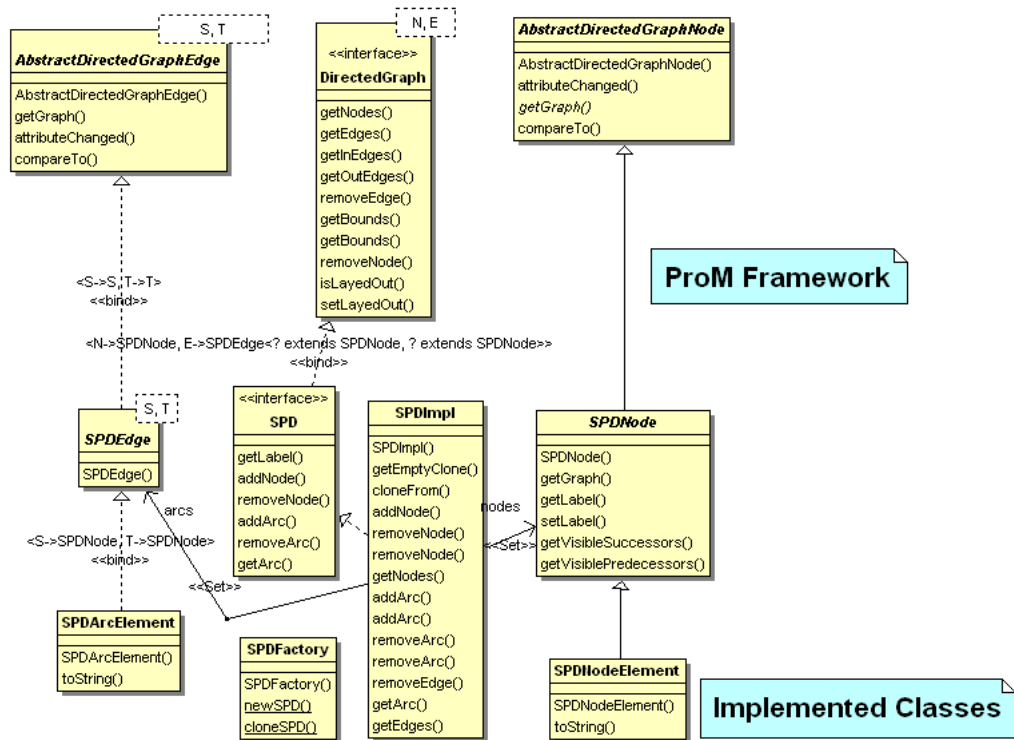 S, T
AbstractDirectedGraphEdge
AbstractDirectedGraphEdge()
getGraph()
attributeChanged()
compareTo()
N, E
<<interface>>
DirectedGraph
getNodes()
getEdges()
getInEdges()
getOutEdges()
removeEdge()
getBounds()
getBounds()
removeNode()
isLayedOut()
setLayedOut()
AbstractDirectedGraphNode
AbstractDirectedGraphNode()
attributeChanged()
getGraph()
compareTo()
ProM Framework
<S->S, T->T>
<<bind>>
<N->SPDNode, E->SPDEdge<? extends SPDNode, ? extends SPDNode>>
<<bind>>
S, T
SPDEdge
SPDEdge()
<<interface>>
SPD
getLabel()
addNode()
removeNode()
addArc()
removeArc()
getArc()
SPDImpl
SPDImpl()
getEmptyClone()
cloneFrom()
addNode()
removeNode()
removeNode()
getNodes()
addArc()
addArc()
removeArc()
removeArc()
removeEdge()
getArc()
getEdges()
nodes
<<Set>>
SPDNode
SPDNode()
getGraph()
getLabel()
setLabel()
getVisibleSuccessors()
getVisiblePredecessors()
arcs
<S->SPDNode, T->SPDNode>
<<bind>>
<<Set>>
SPDArcElement
SPDArcElement()
toString()
SPDFactory
SPDFactory()
newSPD()
cloneSPD()
SPDNodeElement
SPDNodeElement()
toString()
Implemented Classes